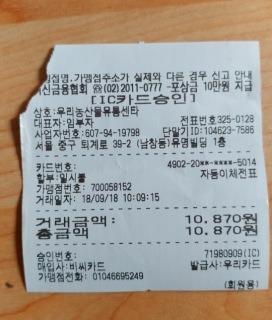 맹점명,가맹점주소가 실제와 다른 경우 신고 안내
신금융협회 ☎(02)2011-0777 -포상금 10만원 지급
[IC카드승인]
상호:우리농산물유통센타
대표자:임부자 전표번호325-0128
사업자번호:607-94-19798 단말기ID:104623-7586
서울 중구 퇴계로 39-2 (남창동)유명빌딩 1층
카드번호: 4902-20**-****-5014
할부:일시불 자동이체전표
가맹점번호: 700058152
거래일시: 18/09/18 10:09:15
거래금액: 10,870원
총금액 10,870원
승인번호: 71980909(IC)
매입사:비씨카드 발급사:우리카드
가맹점전화: 01046695249
(회원용)